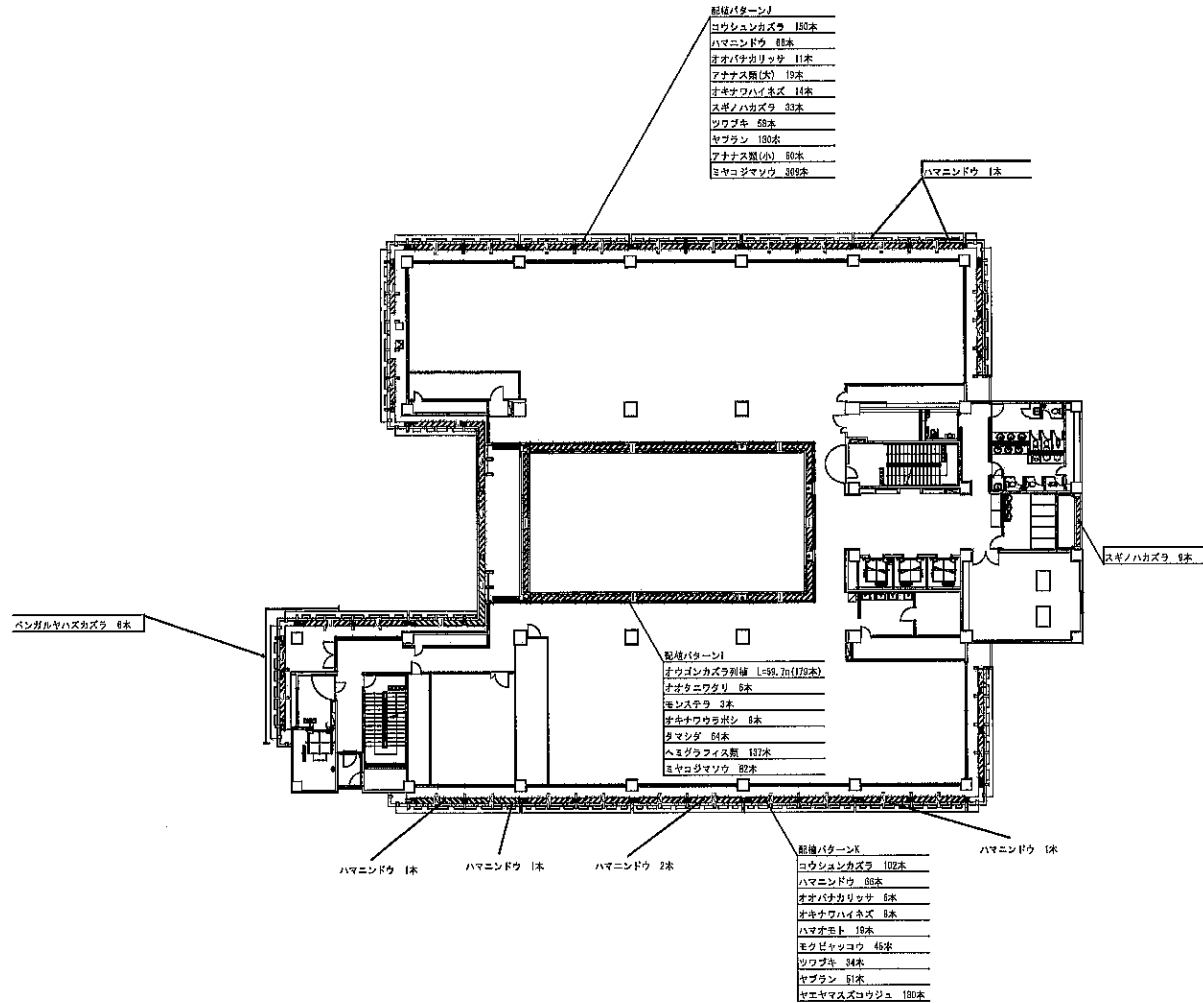 配植パターンJ
コウシュンカズラ 150本
ハマニンドウ 68本
オオバナカリッサ 11本
アナナス類(大) 19本
オキナワハイネズ 14本
スギノハカズラ 33本
ツワブキ 58本
ヤブラン 130本
アナナス類(小) 60本
ミヤコジマソウ 309本
ハマニンドウ 1本
スギノハカズラ 9本
ベンガルヤハズカズラ 6本
配植パターンI
オウゴンカズラ列植 L=59.7m(179本)
オオタニワタリ 6本
モンステラ 3本
オキナワウラボシ 8本
タマシダ 64本
ヘミグラフィス類 137本
ミヤコジマソウ 82本
ハマニンドウ 1本
ハマニンドウ 1本
ハマニンドウ 2本
ハマニンドウ 1本
配植パターンK
コウシュンカズラ 102本
ハマニンドウ 66本
オオバナカリッサ 6本
オキナワハイネズ 8本
ハマオモト 19本
モクビャッコウ 45本
ツワブキ 34本
ヤブラン 51本
ヤエヤマスズコウジュ 180本